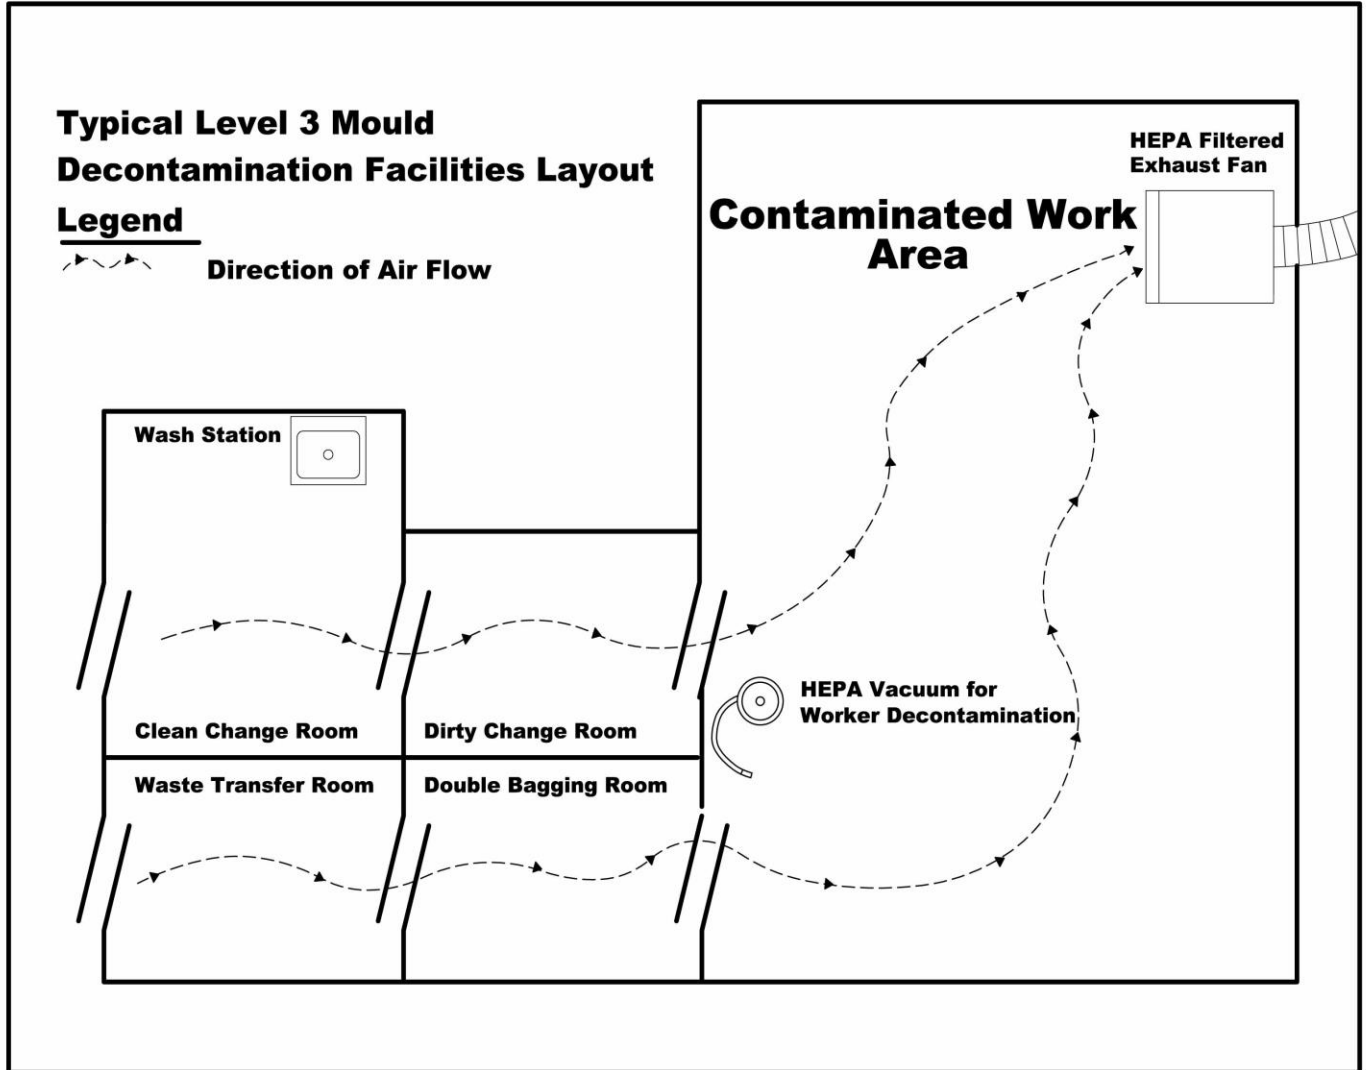 Typical Level 3 Mould
Decontamination Facilities Layout
Legend
Direction of Air Flow
HEPA Filtered
Exhaust Fan
Contaminated Work
Area
Wash Station
HEPA Vacuum for
Worker Decontamination
Clean Change Room
Dirty Change Room
Waste Transfer Room
Double Bagging Room